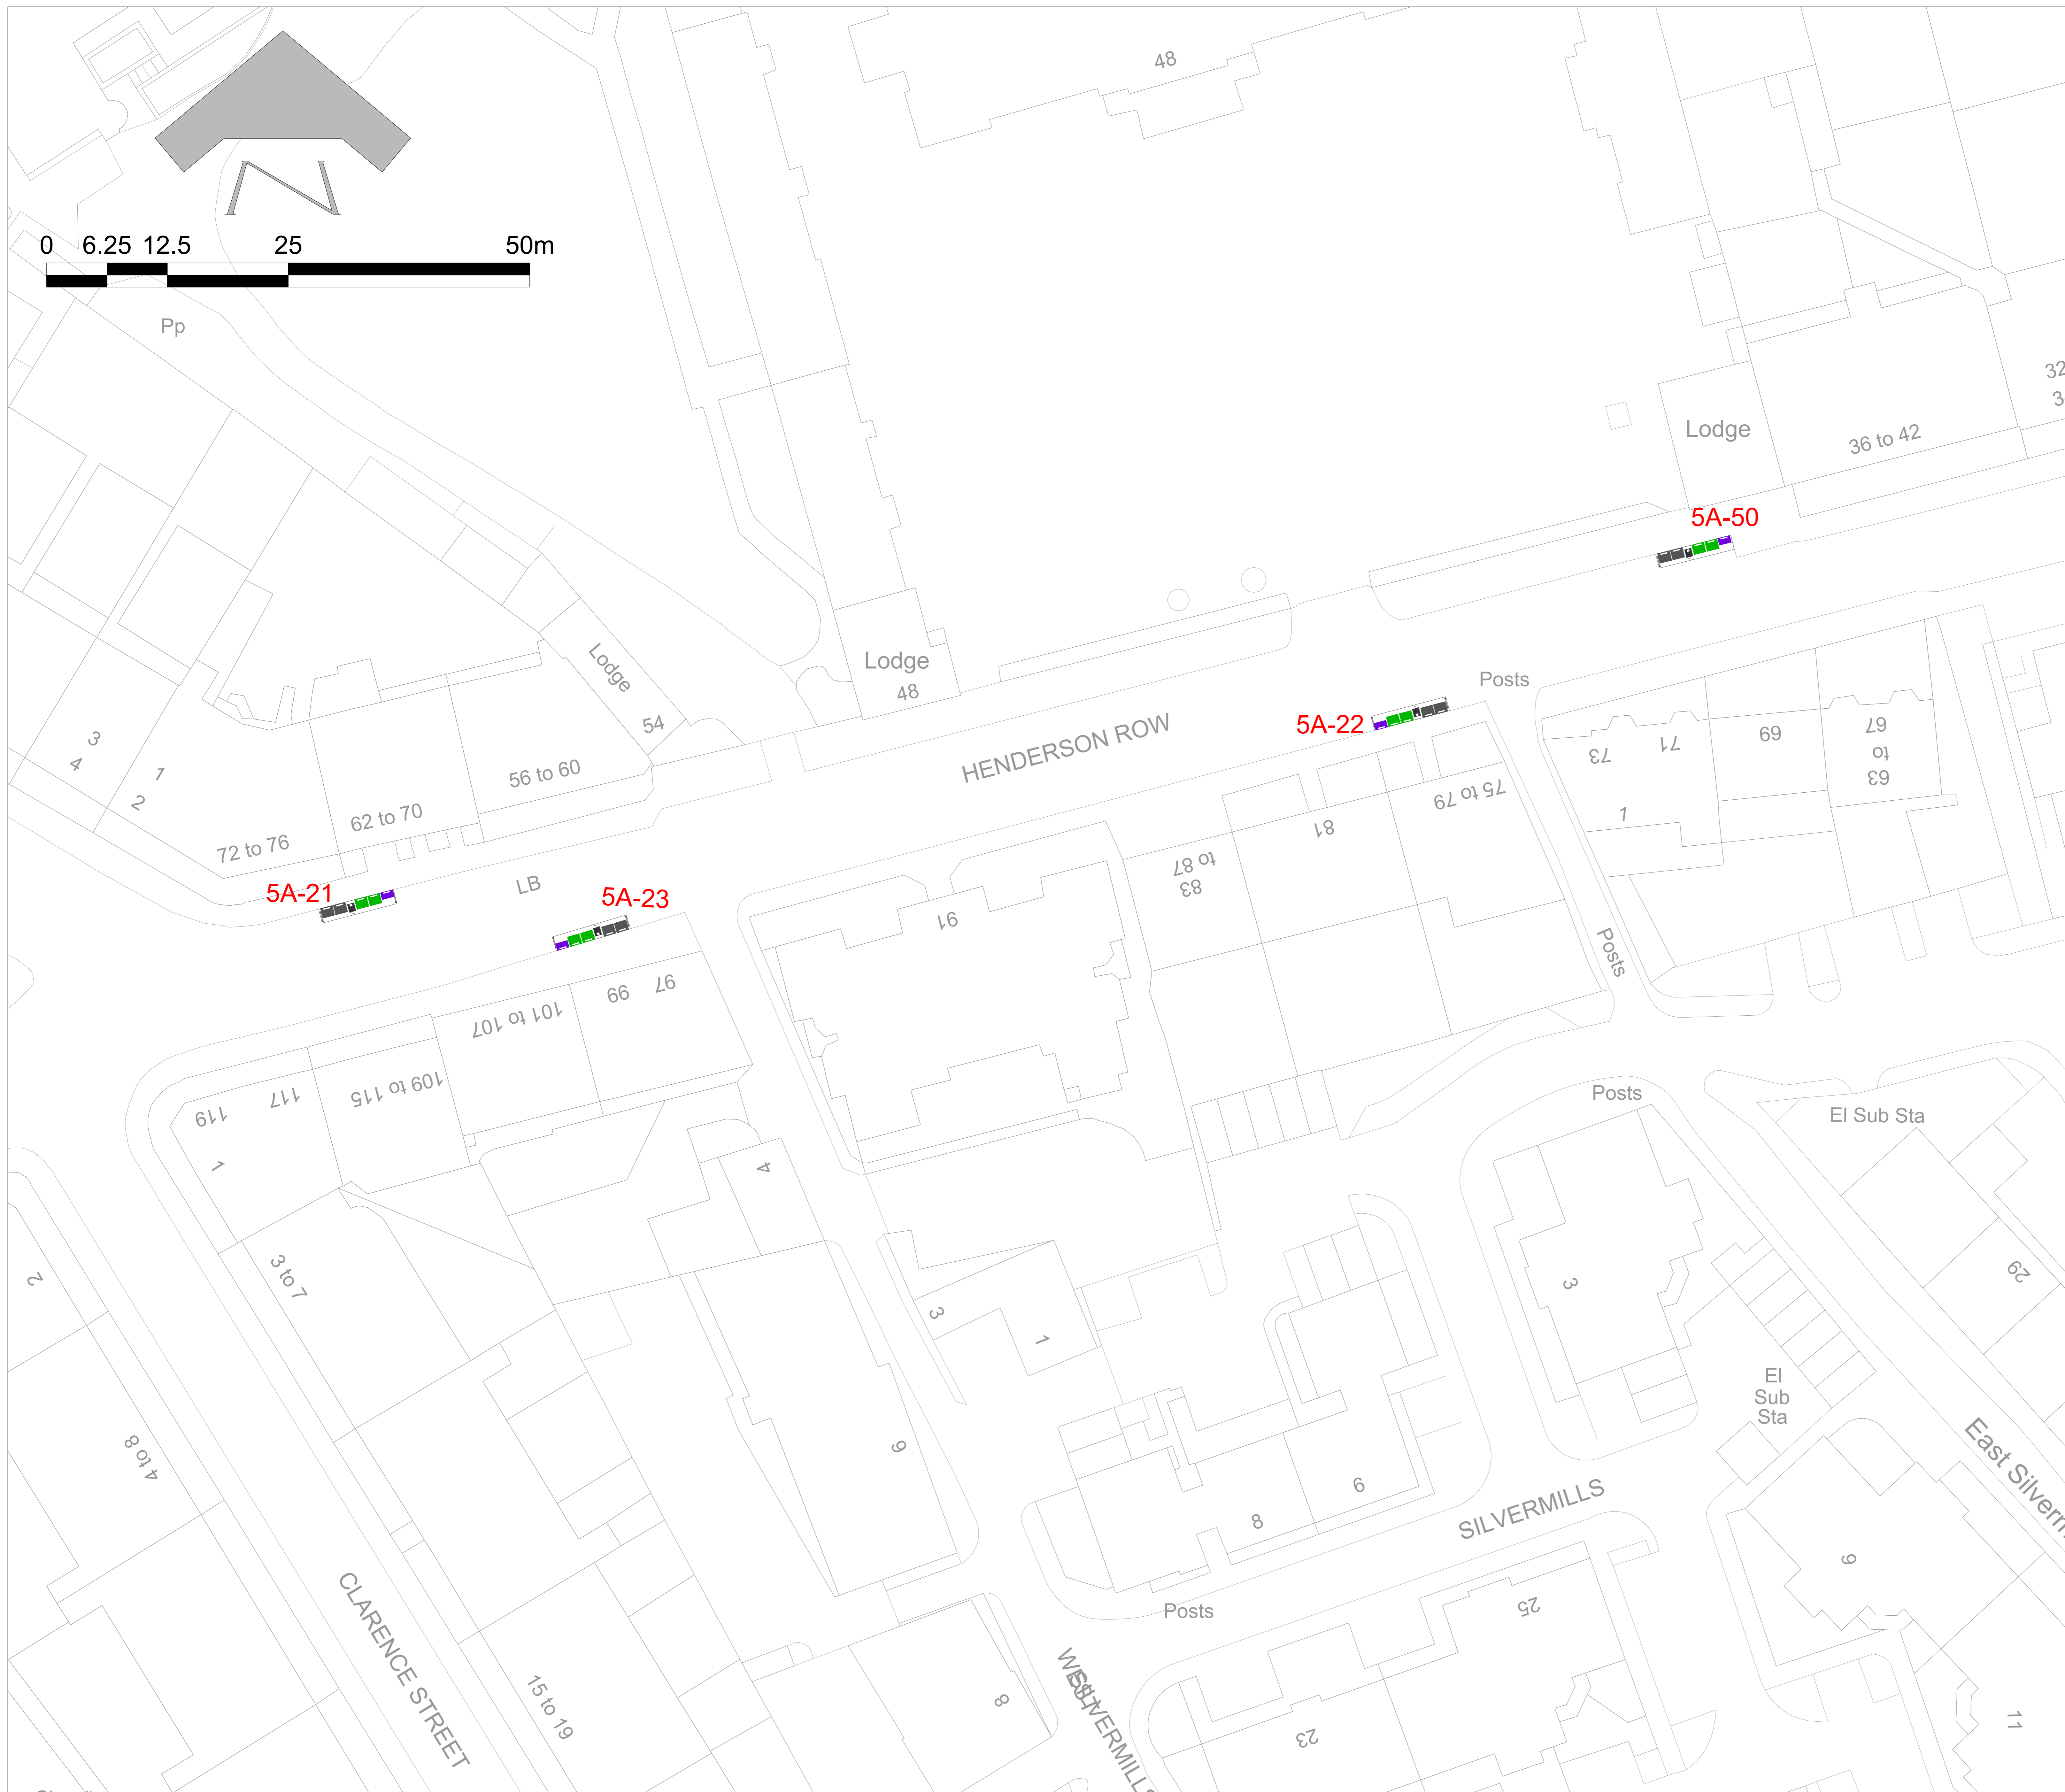 48
0 6.25 12.5 25 50m
Pp
Lodge
36 to 42
5A-50
Lodge
48
Lodge
54
Posts
5A-22
HENDERSON ROW
56 to 60
62 to 70
72 to 76
3
4
1
2
73
71
69
67
to
63
1
75 to 79
81
83
to 87
LB
5A-21
5A-23
91
Posts
97
99
101 to 107
109 to 115
117
119
1
Posts
El Sub Sta
4
2
3 to 7
3
1
3
29
El
Sub
Sta
4 to 8
9
9
8
SILVERMILLS
East Silverm
9
CLARENCE STREET
15 to 19
Posts
25
8
WEST
SILVERMILLS
23
11